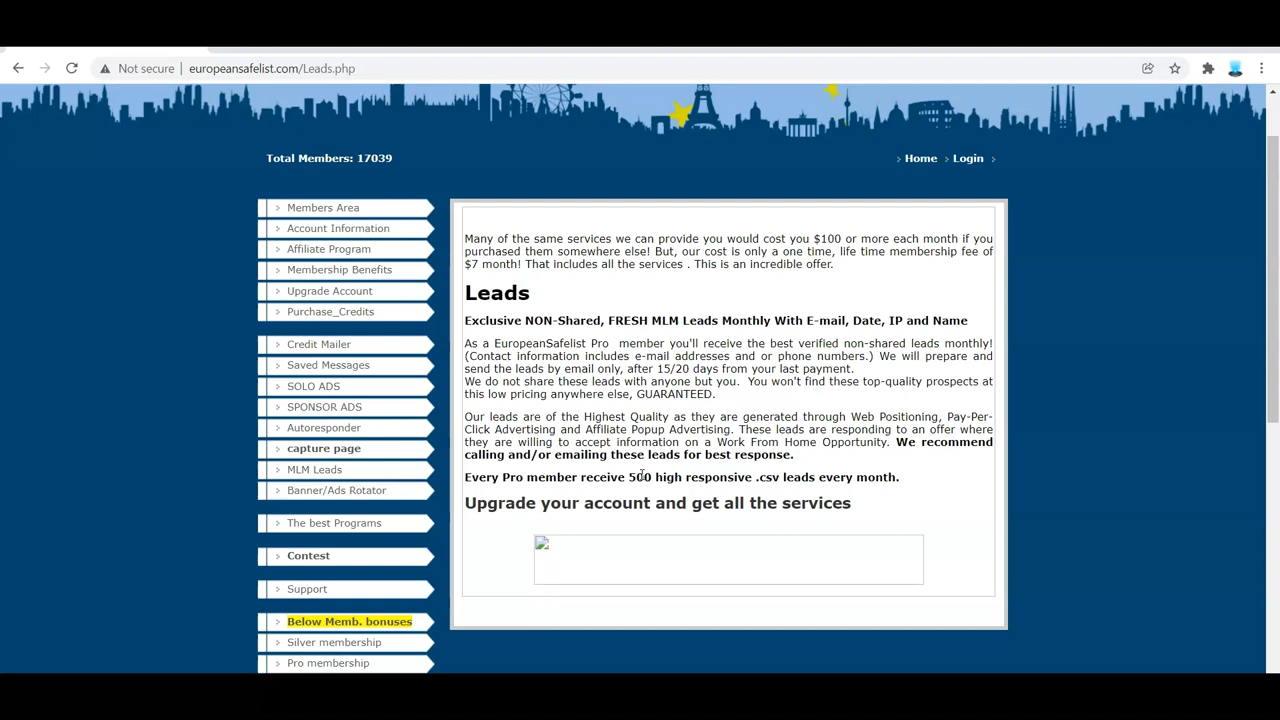 Not secure
europeansafelist.com/Leads.php
Total Members: 17039
Home
Login
Members Area
Account Information
Affiliate Program
Membership Benefits
Upgrade Account
Purchase_Credits
Credit Mailer
Saved Messages
SOLO ADS
SPONSOR ADS
Autoresponder
capture page
MLM Leads
Banner/Ads Rotator
The best Programs
Contest
Support
Below Memb. bonuses
Silver membership
Pro membership
Many of the same services we can provide you would cost you $100 or more each month if you
purchased them somewhere else! But, our cost is only a one time, life time membership fee of
$7 month! That includes all the services . This is an incredible offer.
Leads
Exclusive NON-Shared, FRESH MLM Leads Monthly With E-mail, Date, IP and Name
As a EuropeanSafelist Pro member you'll receive the best verified non-shared leads monthly!
(Contact information includes e-mail addresses and or phone numbers.) We will prepare and
send the leads by email only, after 15/20 days from your last payment.
We do not share these leads with anyone but you. You won't find these top-quality prospects at
this low pricing anywhere else, GUARANTEED.
Our leads are of the Highest Quality as they are generated through Web Positioning, Pay-Per-
Click Advertising and Affiliate Popup Advertising. These leads are responding to an offer where
they are willing to accept information on a Work From Home Opportunity. We recommend
calling and/or emailing these leads for best response.
Every Pro member receive 500 high responsive .csv leads every month.
Upgrade your account and get all the services